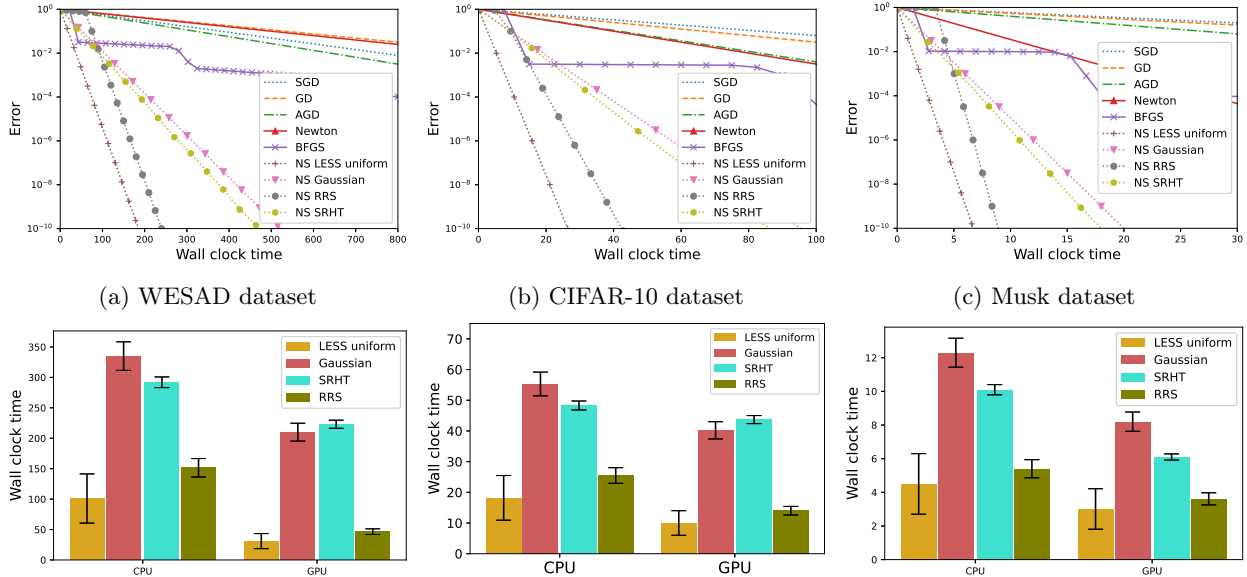 10^0
10^-2
10^-4
10^-6
10^-8
10^-10
Error
0 100 200 300 400 500 600 700 800
Wall clock time
SGD
GD
AGD
Newton
BFGS
NS LESS uniform
NS Gaussian
NS RRS
NS SRHT
(a) WESAD dataset
10^0
10^-2
10^-4
10^-6
10^-8
10^-10
Error
0 20 40 60 80 100
Wall clock time
SGD
GD
AGD
Newton
BFGS
NS LESS uniform
NS Gaussian
NS RRS
NS SRHT
(b) CIFAR-10 dataset
10^0
10^-2
10^-4
10^-6
10^-8
10^-10
Error
0 5 10 15 20 25 30
Wall clock time
SGD
GD
AGD
Newton
BFGS
NS LESS uniform
NS Gaussian
NS RRS
NS SRHT
(c) Musk dataset
350
300
250
200
150
100
50
0
Wall clock time
CPU GPU
LESS uniform
Gaussian
SRHT
RRS
70
60
50
40
30
20
10
0
Wall clock time
CPU GPU
LESS uniform
Gaussian
SRHT
RRS
12
10
8
6
4
2
0
Wall clock time
CPU GPU
LESS uniform
Gaussian
SRHT
RRS